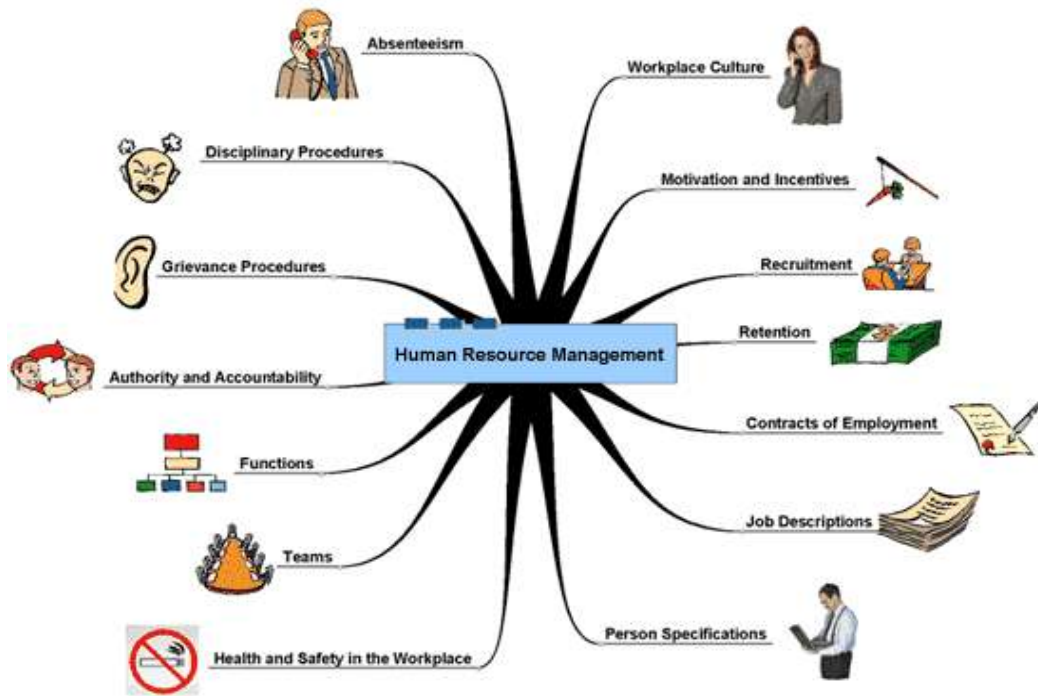 Absenteeism
Workplace Culture
Disciplinary Procedures
Motivation and Incentives
Grievance Procedures
Recruitment
Human Resource Management
Retention
Authority and Accountability
Contracts of Employment
Functions
Job Descriptions
Teams
Person Specifications
Health and Safety in the Workplace